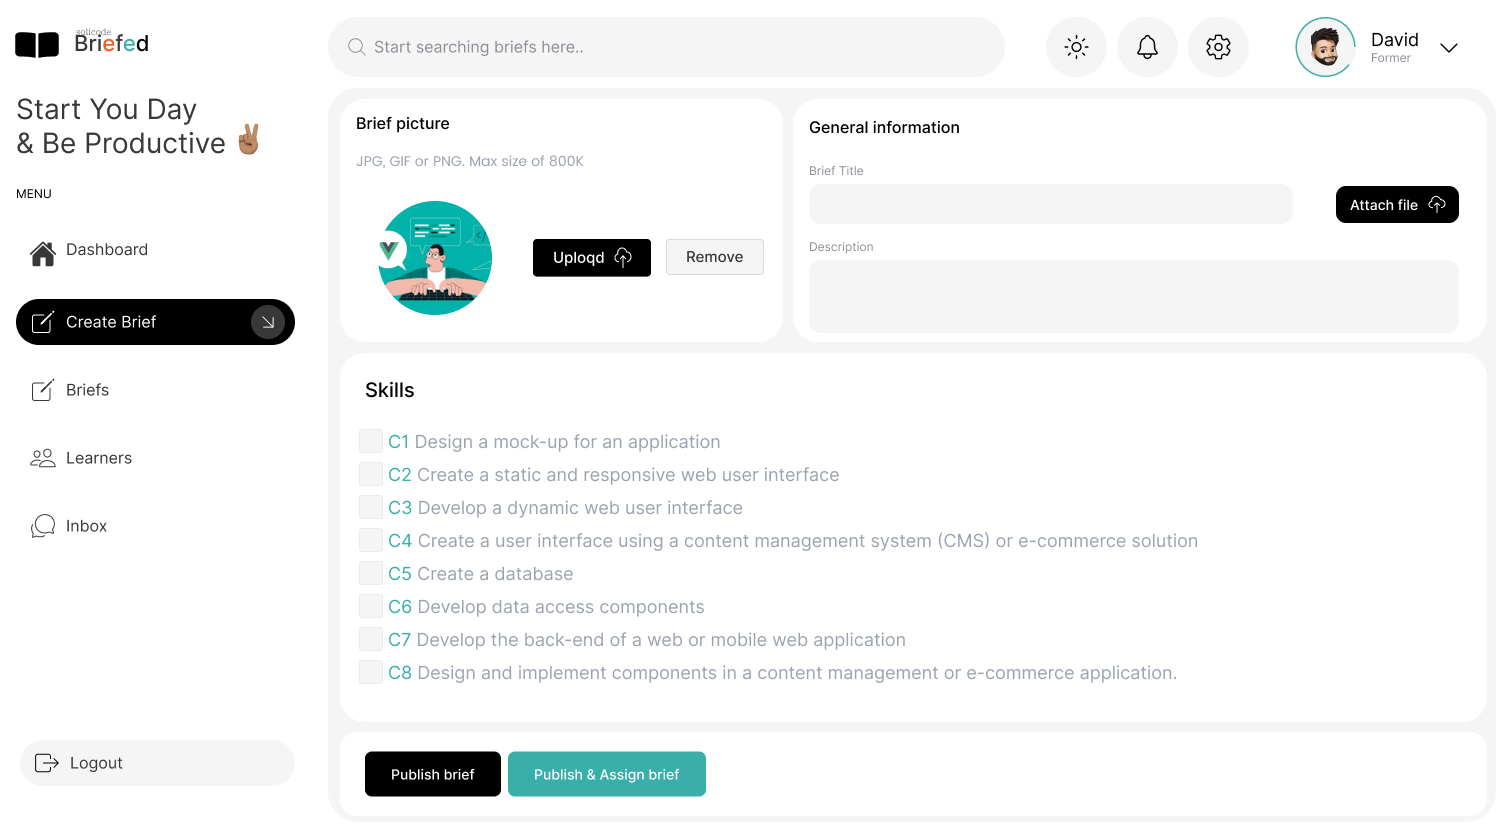 solicode
Briefed
Start searching briefs here..
David
Former
Start You Day
& Be Productive ✌🏽
MENU
Dashboard
Create Brief
Briefs
Learners
Inbox
Logout
Brief picture
JPG, GIF or PNG. Max size of 800K
Uploqd
Remove
General information
Brief Title
Attach file
Description
Skills
C1 Design a mock-up for an application
C2 Create a static and responsive web user interface
C3 Develop a dynamic web user interface
C4 Create a user interface using a content management system (CMS) or e-commerce solution
C5 Create a database
C6 Develop data access components
C7 Develop the back-end of a web or mobile web application
C8 Design and implement components in a content management or e-commerce application.
Publish brief
Publish & Assign brief